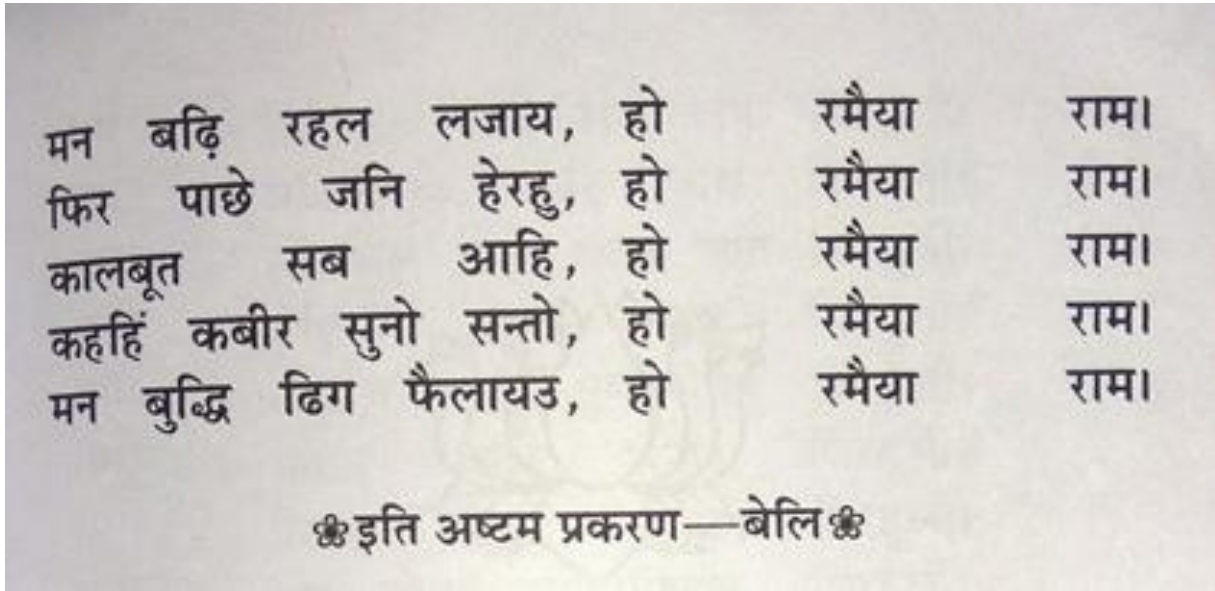 मन बढ़ि रहल लजाय, हो रमैया राम।
फिर पाछे जनि हेरहु, हो रमैया राम।
कालबूत सब आहि, हो रमैया राम।
कहहिं कबीर सुनो सन्तो, हो रमैया राम।
मन बुद्धि ढिग फैलायउ, हो रमैया राम।
❀इति अष्टम प्रकरण—बेलि❀